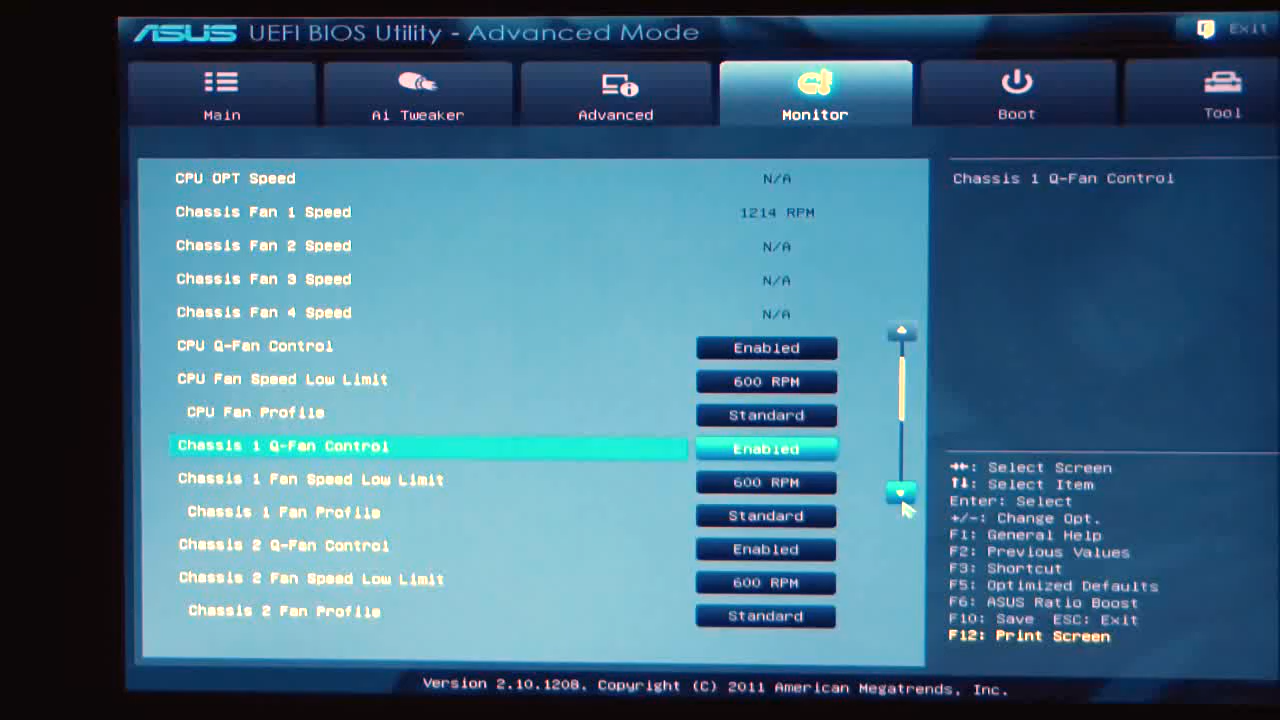 ASUS UEFI BIOS Utility - Advanced Mode
Exit
Main
Ai Tweaker
Advanced
Monitor
Boot
Tool
CPU OPT Speed N/A
Chassis Fan 1 Speed 1214 RPM
Chassis Fan 2 Speed N/A
Chassis Fan 3 Speed N/A
Chassis Fan 4 Speed N/A
CPU Q-Fan Control Enabled
CPU Fan Speed Low Limit 600 RPM
CPU Fan Profile Standard
Chassis 1 Q-Fan Control Enabled
Chassis 1 Fan Speed Low Limit 600 RPM
Chassis 1 Fan Profile Standard
Chassis 2 Q-Fan Control Enabled
Chassis 2 Fan Speed Low Limit 600 RPM
Chassis 2 Fan Profile Standard
Chassis 1 Q-Fan Control
→←: Select Screen
↑↓: Select Item
Enter: Select
+/-: Change Opt.
F1: General Help
F2: Previous Values
F3: Shortcut
F5: Optimized Defaults
F6: ASUS Ratio Boost
F10: Save ESC: Exit
F12: Print Screen
Version 2.10.1208. Copyright (C) 2011 American Megatrends, Inc.